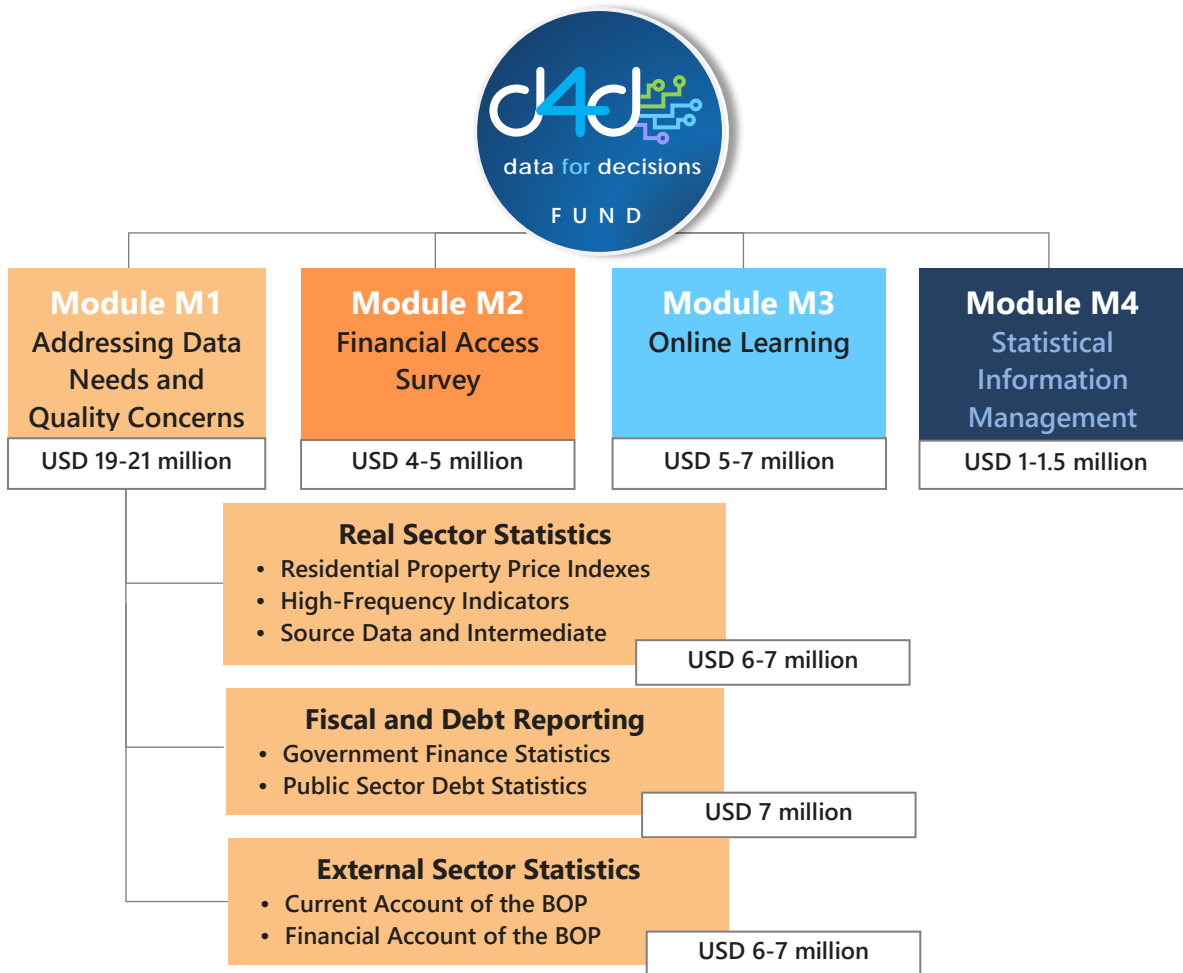 d4d
data for decisions
FUND
Module M1
Addressing Data
Needs and
Quality Concerns
USD 19-21 million
Module M2
Financial Access
Survey
USD 4-5 million
Module M3
Online Learning
USD 5-7 million
Module M4
Statistical
Information
Management
USD 1-1.5 million
Real Sector Statistics
• Residential Property Price Indexes
• High-Frequency Indicators
• Source Data and Intermediate
USD 6-7 million
Fiscal and Debt Reporting
• Government Finance Statistics
• Public Sector Debt Statistics
USD 7 million
External Sector Statistics
• Current Account of the BOP
• Financial Account of the BOP
USD 6-7 million